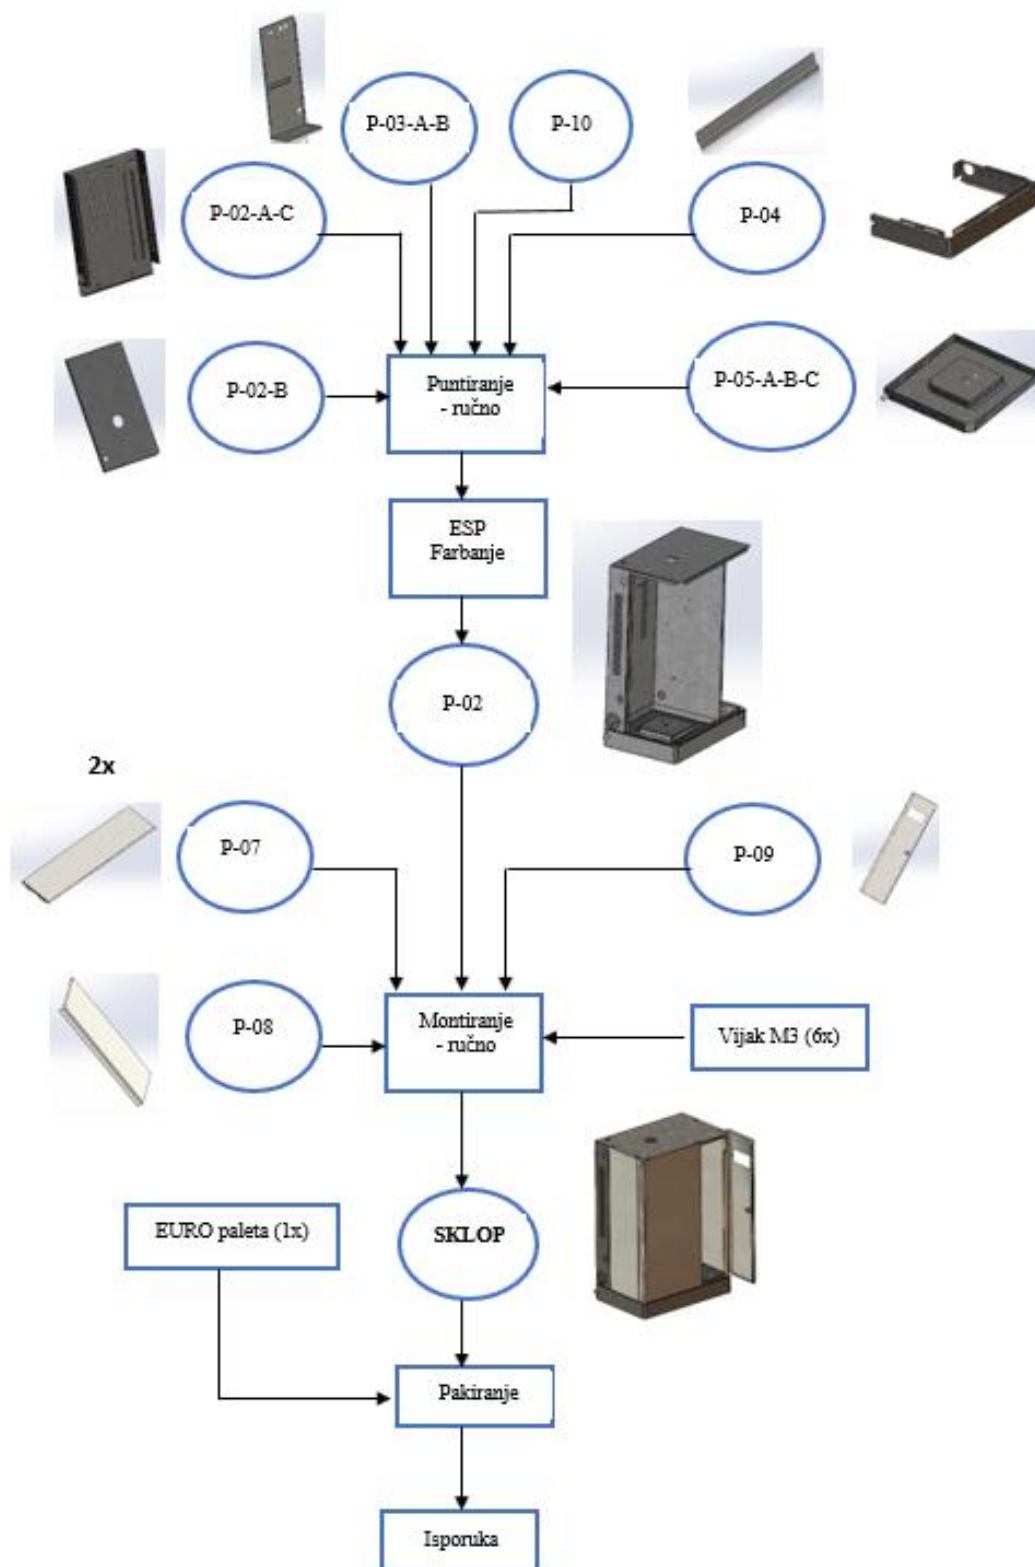 P-03-A-B
P-10
P-02-A-C
P-04
P-02-B
Puntiranje
- ručno
P-05-A-B-C
ESP
Farbanje
P-02
2x
P-07
P-09
P-08
Montiranje
- ručno
Vijak M3 (6x)
EURO paleta (1x)
SKLOP
Pakiranje
Isporuka